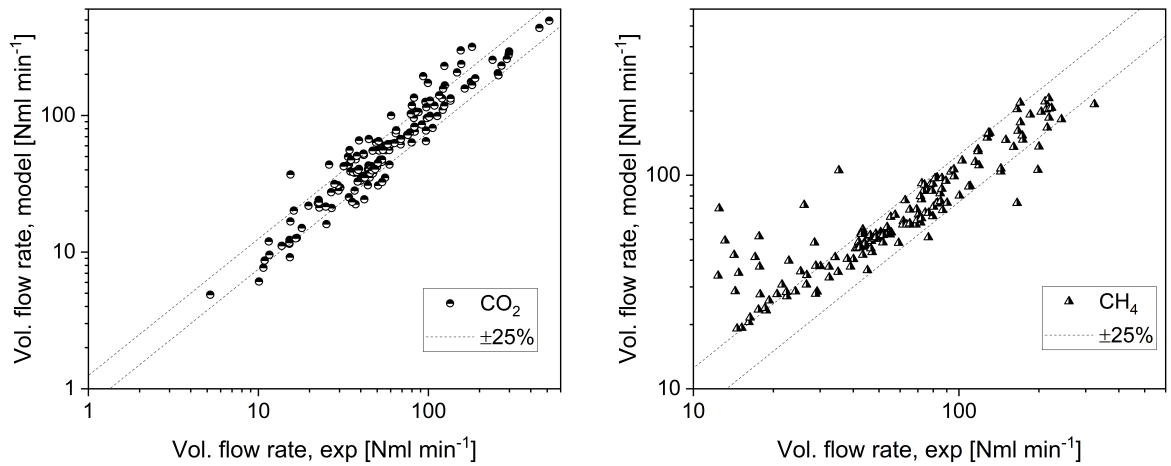 Vol. flow rate, model [Nml min⁻¹]
100
10
1
1
10
100
CO₂
±25%
Vol. flow rate, exp [Nml min⁻¹]
Vol. flow rate, model [Nml min⁻¹]
100
10
10
100
CH₄
±25%
Vol. flow rate, exp [Nml min⁻¹]